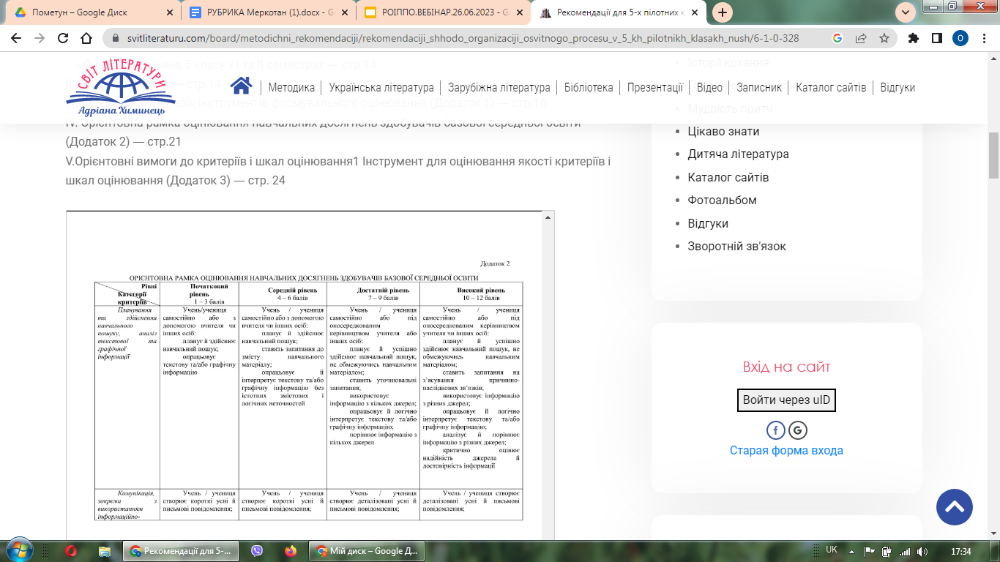 Пометун – Google Диск
РУБРИКА Меркотан (1).docx - G
РОІППО.ВЕБІНАР.26.06.2023 - G
Рекомендації для 5-х пілотних к
svitliteraturu.com/board/metodichni_rekomendaciji/rekomendaciji_shhodo_organizaciji_osvitnogo_procesu_v_5_kh_pilotnikh_klasakh_nush/6-1-0-328
О
СВІТ ЛІТЕРАТУРИ
Адріана Химинець
Методика
Українська література
Зарубіжна література
Бібліотека
Презентації
Відео
Записник
Каталог сайтів
Відгуки
5 класу у І та ІІ семестрах — стр.14
— стр.14
інструментів формувального оцінювання (Додаток 1) — стр.16
IV. Орієнтовна рамка оцінювання навчальних досягнень здобувачів базової середньої освіти
(Додаток 2) — стр.21
V.Орієнтовні вимоги до критеріїв і шкал оцінювання1 Інструмент для оцінювання якості критеріїв і
шкал оцінювання (Додаток 3) — стр. 24
Додаток 2
ОРІЄНТОВНА РАМКА ОЦІНЮВАННЯ НАВЧАЛЬНИХ ДОСЯГНЕНЬ ЗДОБУВАЧІВ БАЗОВОЇ СЕРЕДНЬОЇ ОСВІТИ
Рівні
Категорії
критеріїв
Початковий
рівень
1 – 3 балів
Середній рівень
4 – 6 балів
Достатній рівень
7 – 9 балів
Високий рівень
10 – 12 балів
Планування
та здійснення
навчального
пошуку, аналіз
текстової та
графічної
інформації
Учень/учениця
самостійно або з
допомогою вчителя чи
інших осіб:
планує й здійснює
навчальний пошук;
опрацьовує
текстову та/або графічну
інформацію
Учень / учениця
самостійно або з допомогою
вчителя чи інших осіб:
планує й здійснює
навчальний пошук;
ставить запитання до
змісту навчального
матеріалу;
опрацьовує й
інтерпретує текстову та/або
графічну інформацію без
істотних змістових і
логічних неточностей
Учень / учениця
самостійно або під
опосередкованим
керівництвом учителя або
інших осіб:
планує й успішно
здійснює навчальний пошук,
не обмежуючись навчальним
матеріалом;
ставить уточнювальні
запитання;
використовує
інформацію з кількох джерел;
опрацьовує й логічно
інтерпретує текстову та/або
графічну інформацію;
порівнює інформацію з
кількох джерел
Учень / учениця
самостійно або під
опосередкованим керівництвом
учителя чи інших осіб:
планує й успішно
здійснює навчальний пошук, не
обмежуючись навчальним
матеріалом;
ставить запитання на
з’ясування причинно-
наслідкових зв’язків;
використовує інформацію
з різних джерел;
опрацьовує й логічно
інтерпретує текстову та/або
графічну інформацію;
аналізує й порівнює
інформацію з різних джерел;
критично оцінює
надійність джерела й
достовірність інформації
Комунікація,
зокрема з
використанням
інформаційно-
Учень / учениця
створює короткі усні й
письмові повідомлення;
Учень / учениця
створює короткі усні й
письмові повідомлення;
Учень / учениця
створює деталізовані усні й
письмові повідомлення;
Учень / учениця створює
деталізовані усні й письмові
повідомлення;
Історії кохання
Мудрість притч
Цікаво знати
Дитяча література
Каталог сайтів
Фотоальбом
Відгуки
Зворотній зв'язок
Вхід на сайт
Войти через uID
Старая форма входа
Рекомендації для 5-...
Мій диск – Google Д...
UK
17:34